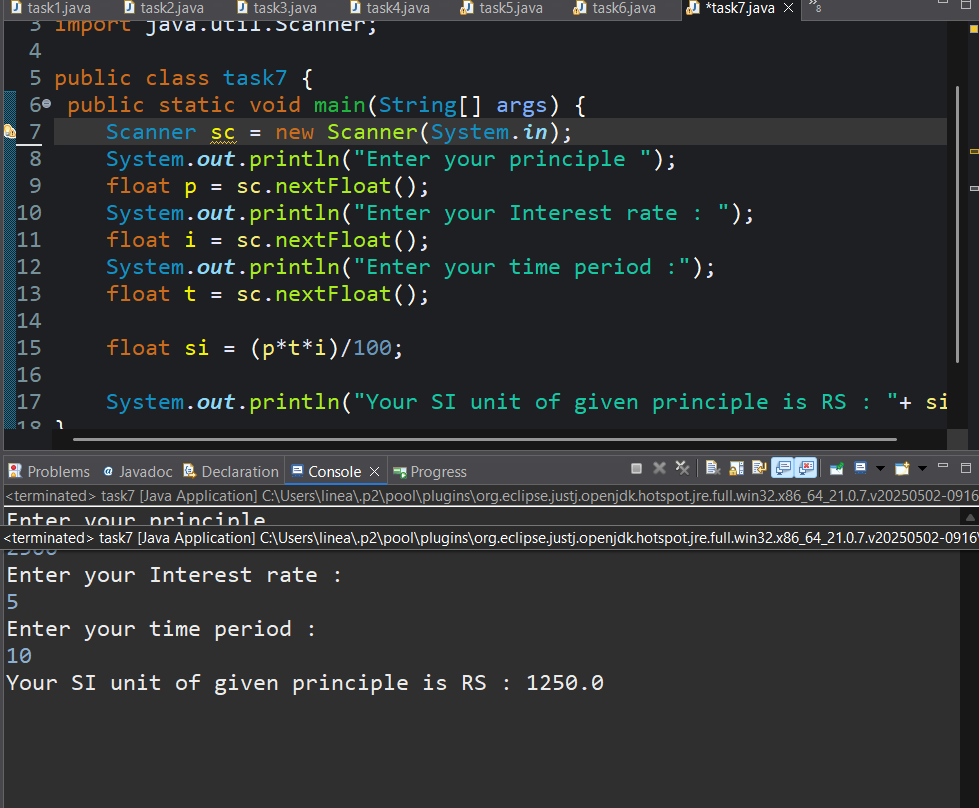 task1.java task2.java task3.java task4.java task5.java task6.java *task7.java »8
3 import java.util.Scanner;
4
5 public class task7 {
6 public static void main(String[] args) {
7 Scanner sc = new Scanner(System.in);
8 System.out.println("Enter your principle ");
9 float p = sc.nextFloat();
10 System.out.println("Enter your Interest rate : ");
11 float i = sc.nextFloat();
12 System.out.println("Enter your time period :");
13 float t = sc.nextFloat();
14
15 float si = (p*t*i)/100;
16
17 System.out.println("Your SI unit of given principle is RS : "+ si
18 }
Problems Javadoc Declaration Console Progress
<terminated> task7 [Java Application] C:\Users\linea\.p2\pool\plugins\org.eclipse.justj.openjdk.hotspot.jre.full.win32.x86_64_21.0.7.v20250502-0916
Enter your principle
<terminated> task7 [Java Application] C:\Users\linea\.p2\pool\plugins\org.eclipse.justj.openjdk.hotspot.jre.full.win32.x86_64_21.0.7.v20250502-0916\
2500
Enter your Interest rate :
5
Enter your time period :
10
Your SI unit of given principle is RS : 1250.0